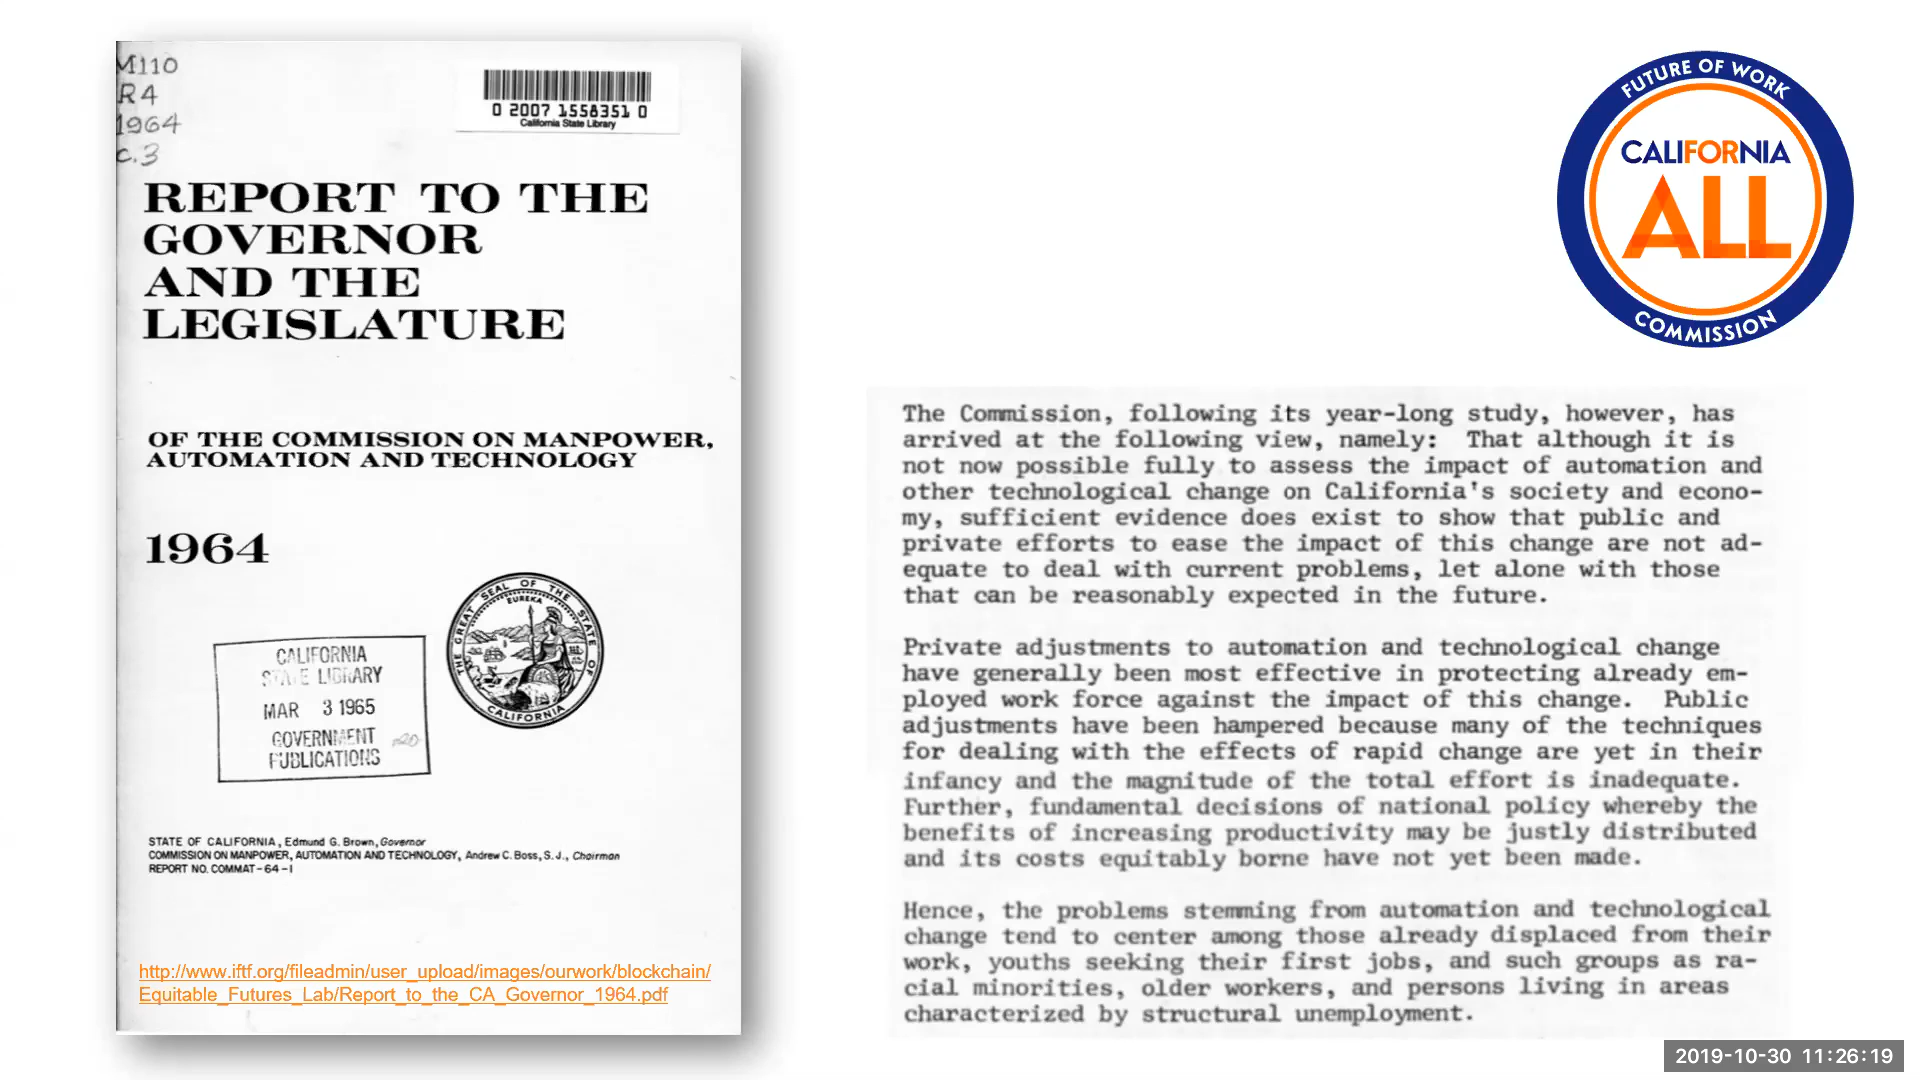 M110
R4
1964
c.3
0 2007 1558351 0
California State Library
REPORT TO THE
GOVERNOR
AND THE
LEGISLATURE
OF THE COMMISSION ON MANPOWER,
AUTOMATION AND TECHNOLOGY
1964
THE GREAT SEAL OF THE STATE OF CALIFORNIA
EUREKA
CALIFORNIA
STATE LIBRARY
MAR 3 1965
GOVERNMENT
PUBLICATIONS
STATE OF CALIFORNIA, Edmund G. Brown, Governor
COMMISSION ON MANPOWER, AUTOMATION AND TECHNOLOGY, Andrew C. Boss, S. J., Chairman
REPORT NO. COMMAT-64-1
http://www.iftf.org/fileadmin/user_upload/images/ourwork/blockchain/
Equitable_Futures_Lab/Report_to_the_CA_Governor_1964.pdf
FUTURE OF WORK
CALIFORNIA
ALL
COMMISSION
The Commission, following its year-long study, however, has
arrived at the following view, namely: That although it is
not now possible fully to assess the impact of automation and
other technological change on California's society and econo-
my, sufficient evidence does exist to show that public and
private efforts to ease the impact of this change are not ad-
equate to deal with current problems, let alone with those
that can be reasonably expected in the future.
Private adjustments to automation and technological change
have generally been most effective in protecting already em-
ployed work force against the impact of this change. Public
adjustments have been hampered because many of the techniques
for dealing with the effects of rapid change are yet in their
infancy and the magnitude of the total effort is inadequate.
Further, fundamental decisions of national policy whereby the
benefits of increasing productivity may be justly distributed
and its costs equitably borne have not yet been made.
Hence, the problems stemming from automation and technological
change tend to center among those already displaced from their
work, youths seeking their first jobs, and such groups as ra-
cial minorities, older workers, and persons living in areas
characterized by structural unemployment.
2019-10-30 11:26:19